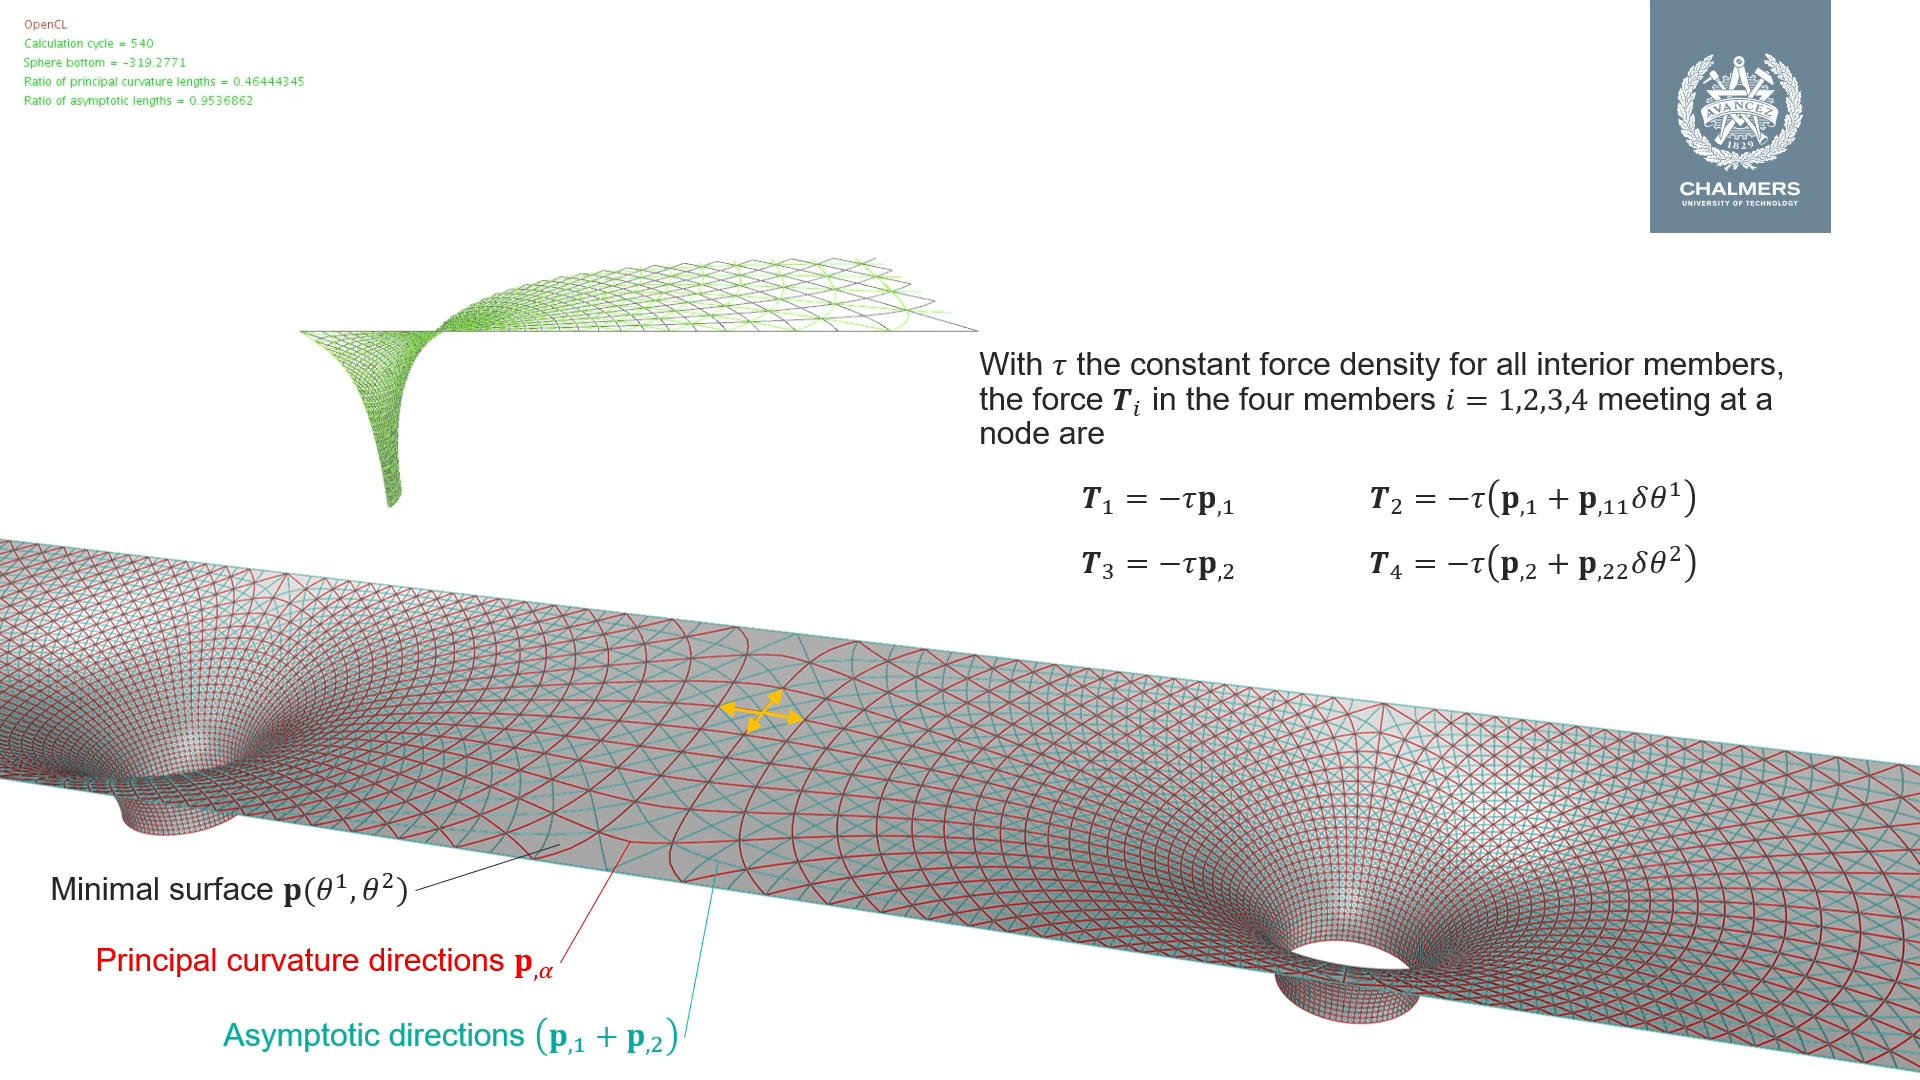 OpenCL
Calculation cycle = 540
Sphere bottom = -319.2771
Ratio of principal curvature lengths = 0.46444345
Ratio of asymptotic lengths = 0.9536862
AVANCEZ
1829
CHALMERS
UNIVERSITY OF TECHNOLOGY
With τ the constant force density for all interior members,
the force 𝑻ᵢ in the four members 𝑖 = 1,2,3,4 meeting at a
node are
𝑻₁ = −τ𝐩,₁ 𝑻₂ = −τ(𝐩,₁ + 𝐩,₁₁δθ¹)
𝑻₃ = −τ𝐩,₂ 𝑻₄ = −τ(𝐩,₂ + 𝐩,₂₂δθ²)
Minimal surface 𝐩(θ¹, θ²)
Principal curvature directions 𝐩,α
Asymptotic directions (𝐩,₁ + 𝐩,₂)